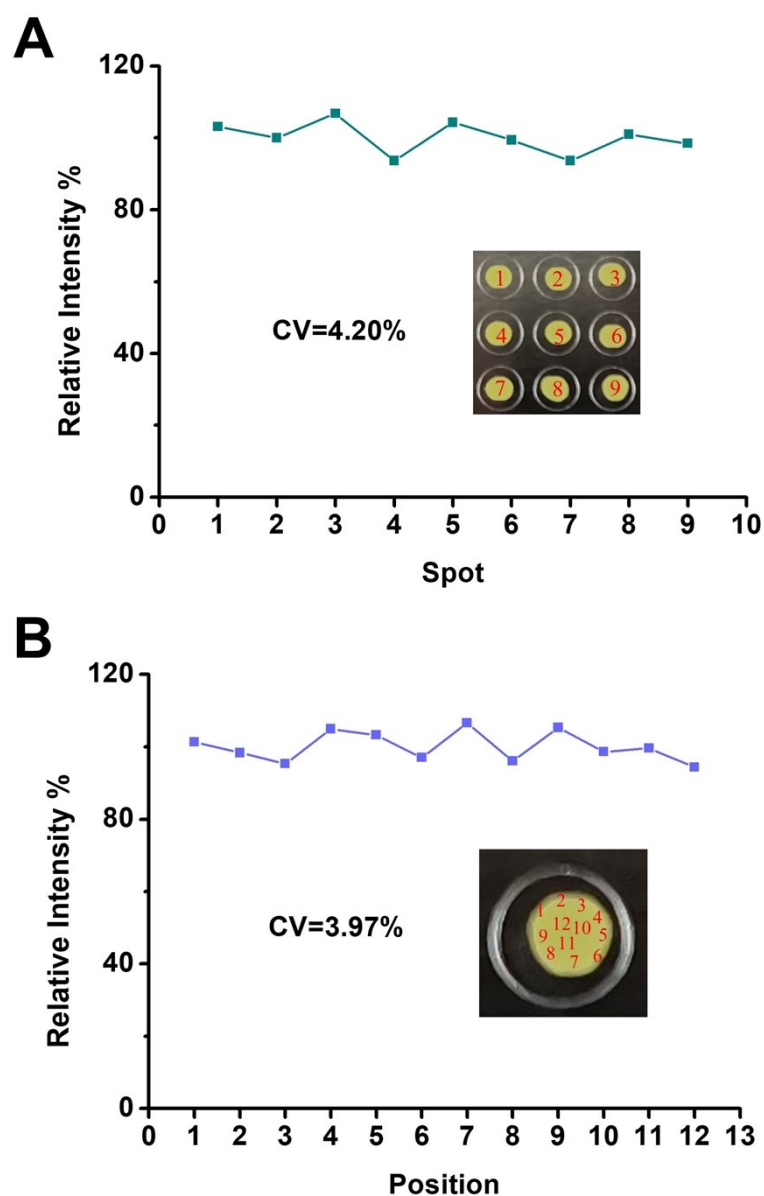 A
120
80
40
0
Relative Intensity %
CV=4.20%
1 2 3
4 5 6
7 8 9
0 1 2 3 4 5 6 7 8 9 10
Spot
B
120
80
40
0
Relative Intensity %
CV=3.97%
1 2 3 4
12 10
9 11 5
8 7 6
0 1 2 3 4 5 6 7 8 9 10 11 12 13
Position